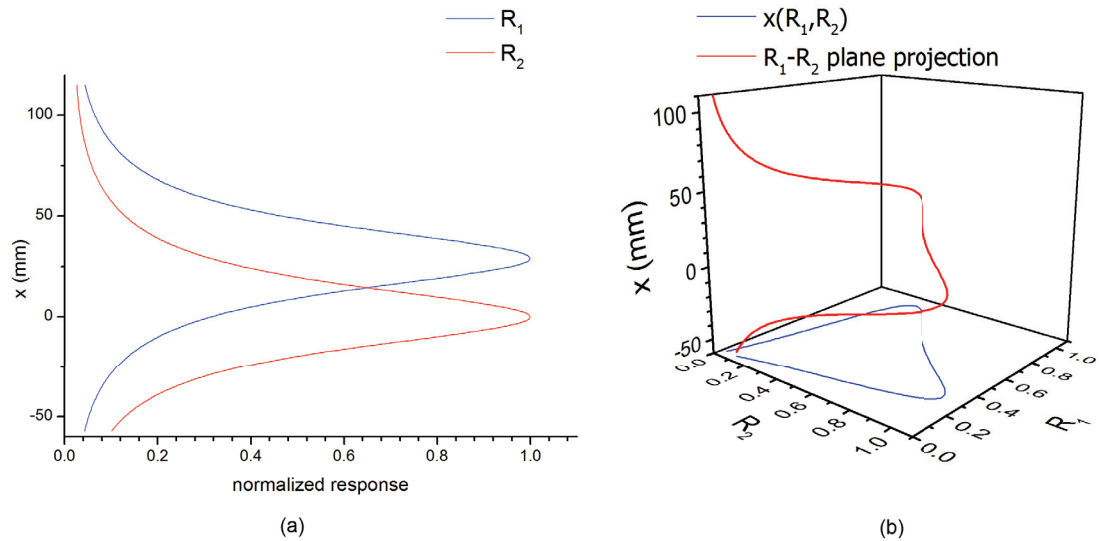 R₁
R₂
100
50
0
-50
x (mm)
0.0 0.2 0.4 0.6 0.8 1.0
normalized response
(a)
x(R₁,R₂)
R₁-R₂ plane projection
100
50
0
-50
x (mm)
0.0 0.2 0.4 0.6 0.8 1.0
R₂
0.0 0.2 0.4 0.6 0.8 1.0
R₁
(b)